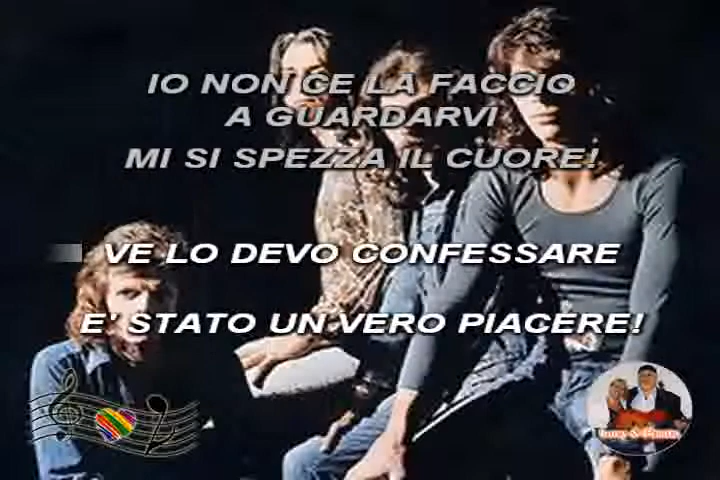 IO NON CE LA FACCIO
A GUARDARVI
MI SI SPEZZA IL CUORE!
VE LO DEVO CONFESSARE
E' STATO UN VERO PIACERE!